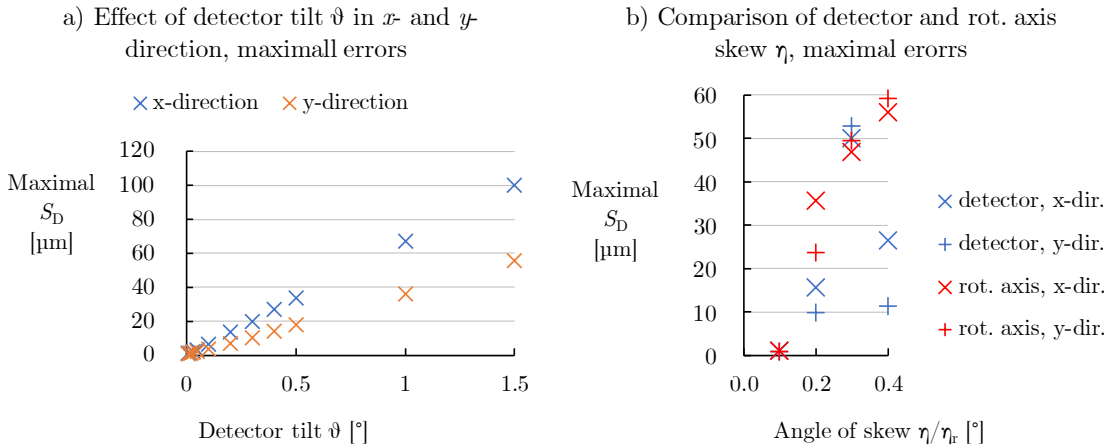 a) Effect of detector tilt ϑ in x- and y-
direction, maximall errors
× x-direction × y-direction
Maximal
S_D
[µm]
120
100
80
60
40
20
0
0 0.5 1 1.5
Detector tilt ϑ [°]
b) Comparison of detector and rot. axis
skew η, maximal erorrs
Maximal
S_D
[µm]
60
50
40
30
20
10
0
0.0 0.2 0.4
Angle of skew η/η_r [°]
× detector, x-dir.
+ detector, y-dir.
× rot. axis, x-dir.
+ rot. axis, y-dir.